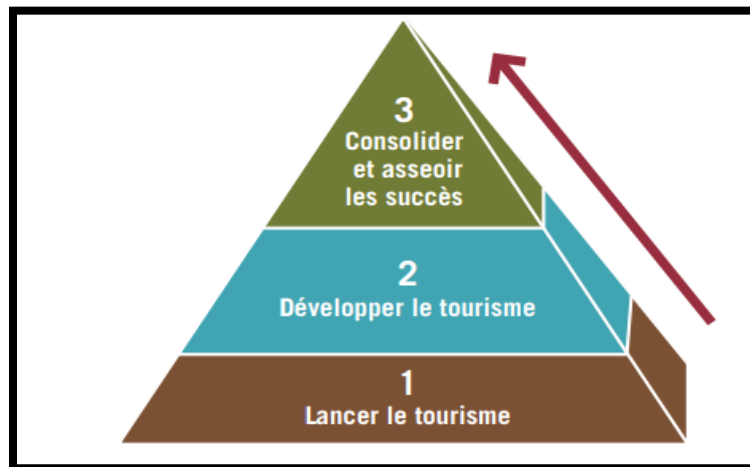 3
Consolider
et asseoir
les succès
2
Développer le tourisme
1
Lancer le tourisme